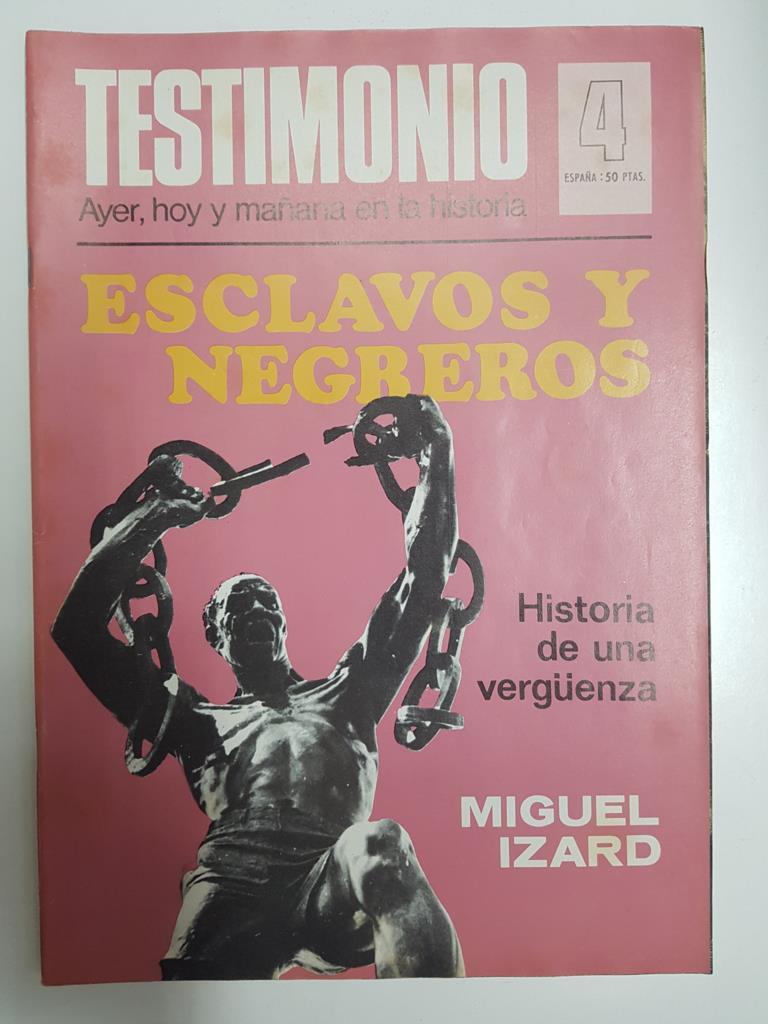 TESTIMONIO
4
ESPAÑA : 50 PTAS.
Ayer, hoy y mañana en la historia
ESCLAVOS Y
NEGREROS
Historia
de una
vergüenza
MIGUEL
IZARD